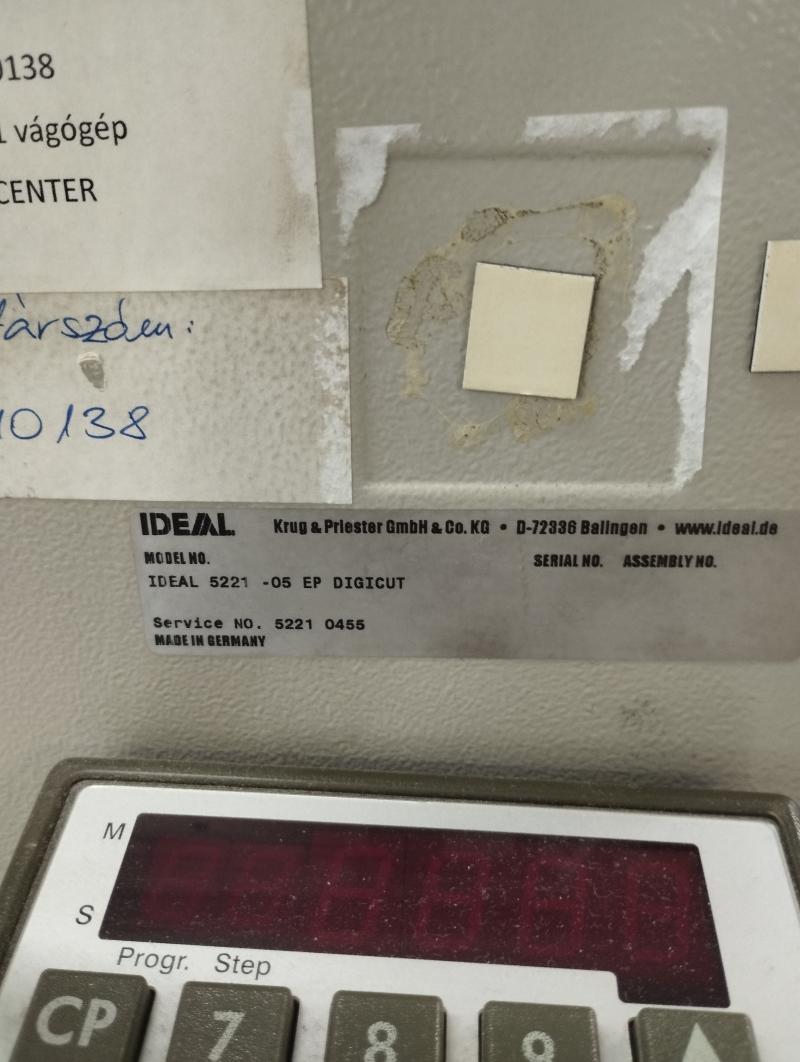 0138
1 vágógép
CENTER
társzám:
10138
IDEAL Krug & Priester GmbH & Co. KG • D-72336 Balingen • www.ideal.de
MODEL NO. SERIAL NO. ASSEMBLY NO.
IDEAL 5221 -05 EP DIGICUT
Service NO. 5221 0455
MADE IN GERMANY
M
S
Progr. Step
CP 7 8 9